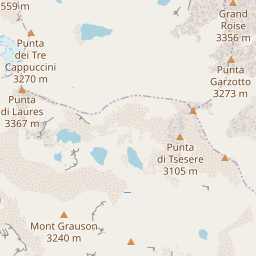 559 m
Punta
dei Tre
Cappuccini
3270 m
Punta
di Laures
3367 m
Grand
Roise
3356 m
Punta
Garzotto
3273 m
Punta
di Tsesere
3105 m
Mont Grauson
3240 m